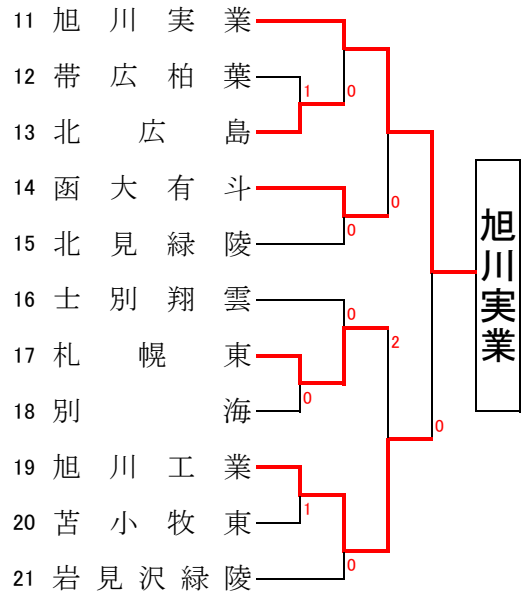 11 旭川実業
12 帯広柏葉
1
0
13 北広島
14 函大有斗
0
0
15 北見緑陵
16 士別翔雲
0
2
17 札幌東
0
18 別海
0
19 旭川工業
1
20 苫小牧東
21 岩見沢緑陵
0
旭川実業